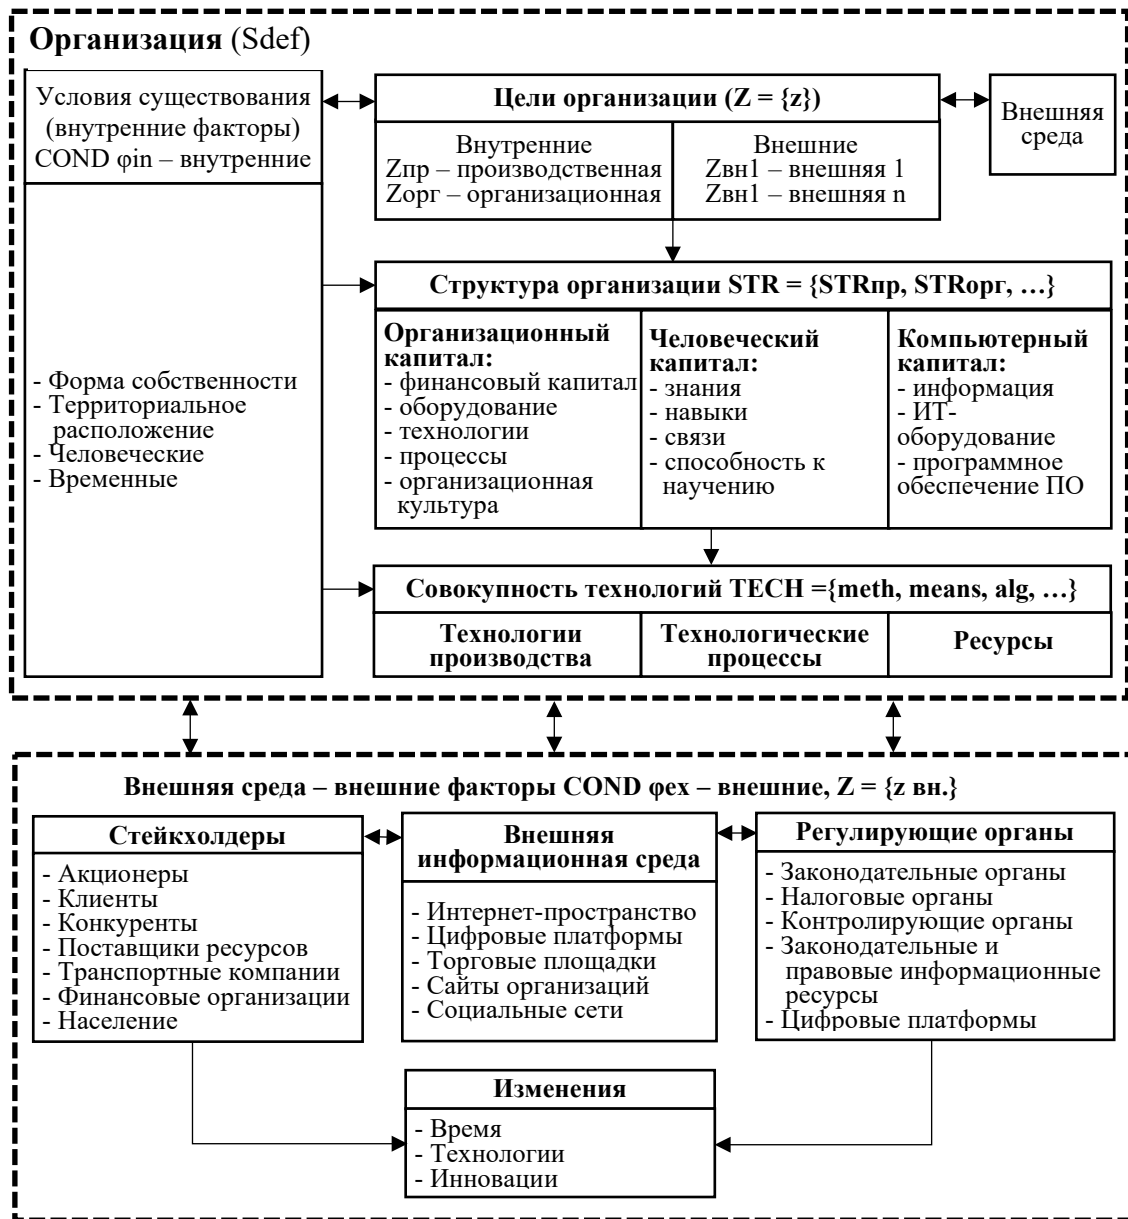 Организация (Sdef)
Условия существования
(внутренние факторы)
COND φin – внутренние
- Форма собственности
- Территориальное
расположение
- Человеческие
- Временные
Цели организации (Z = {z})
Внутренние
Zпр – производственная
Zорг – организационная
Внешние
Zвн1 – внешняя 1
Zвн1 – внешняя n
Внешняя
среда
Структура организации STR = {STRпр, STRорг, …}
Организационный
капитал:
- финансовый капитал
- оборудование
- технологии
- процессы
- организационная
культура
Человеческий
капитал:
- знания
- навыки
- связи
- способность к
научению
Компьютерный
капитал:
- информация
- ИТ-
оборудование
- программное
обеспечение ПО
Совокупность технологий TECH ={meth, means, alg, …}
Технологии
производства
Технологические
процессы
Ресурсы
Внешняя среда – внешние факторы COND φex – внешние, Z = {z вн.}
Стейкхолдеры
- Акционеры
- Клиенты
- Конкуренты
- Поставщики ресурсов
- Транспортные компании
- Финансовые организации
- Население
Внешняя
информационная среда
- Интернет-пространство
- Цифровые платформы
- Торговые площадки
- Сайты организаций
- Социальные сети
Регулирующие органы
- Законодательные органы
- Налоговые органы
- Контролирующие органы
- Законодательные и
правовые информационные
ресурсы
- Цифровые платформы
Изменения
- Время
- Технологии
- Инновации